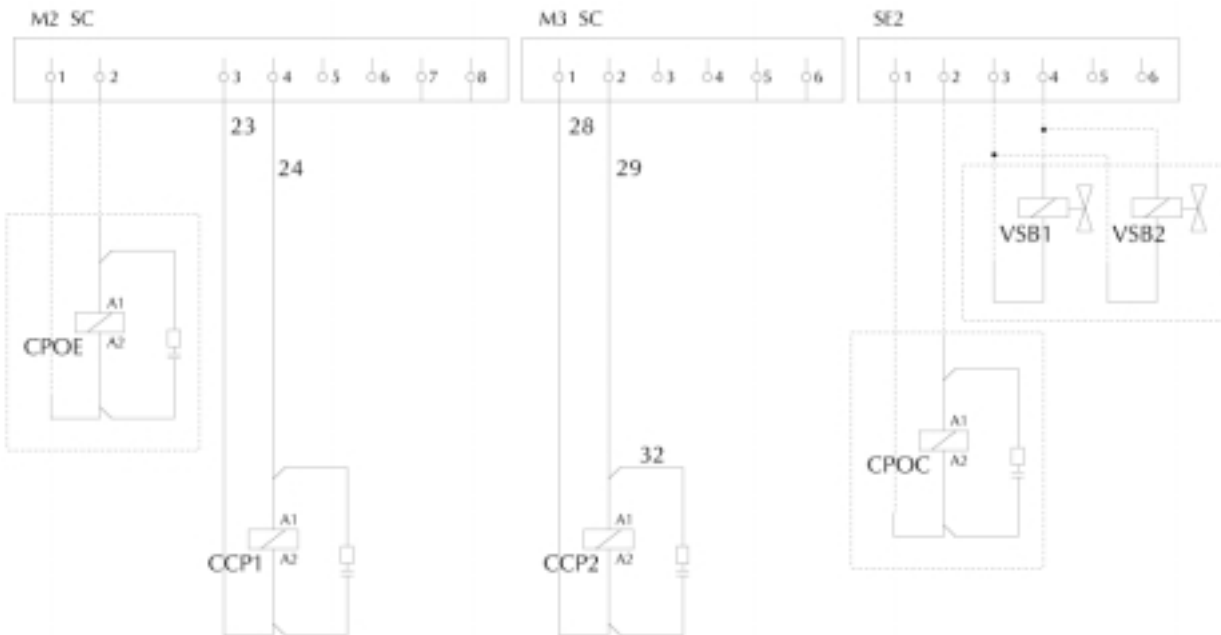 M2 SC M3 SC SE2
1 2 3 4 5 6 7 8 1 2 3 4 5 6 1 2 3 4 5 6
23 28
24 29
VSB1 VSB2
A1
CPOE A2
32
A1
CPOC A2
A1 A1
CCP1 A2 CCP2 A2